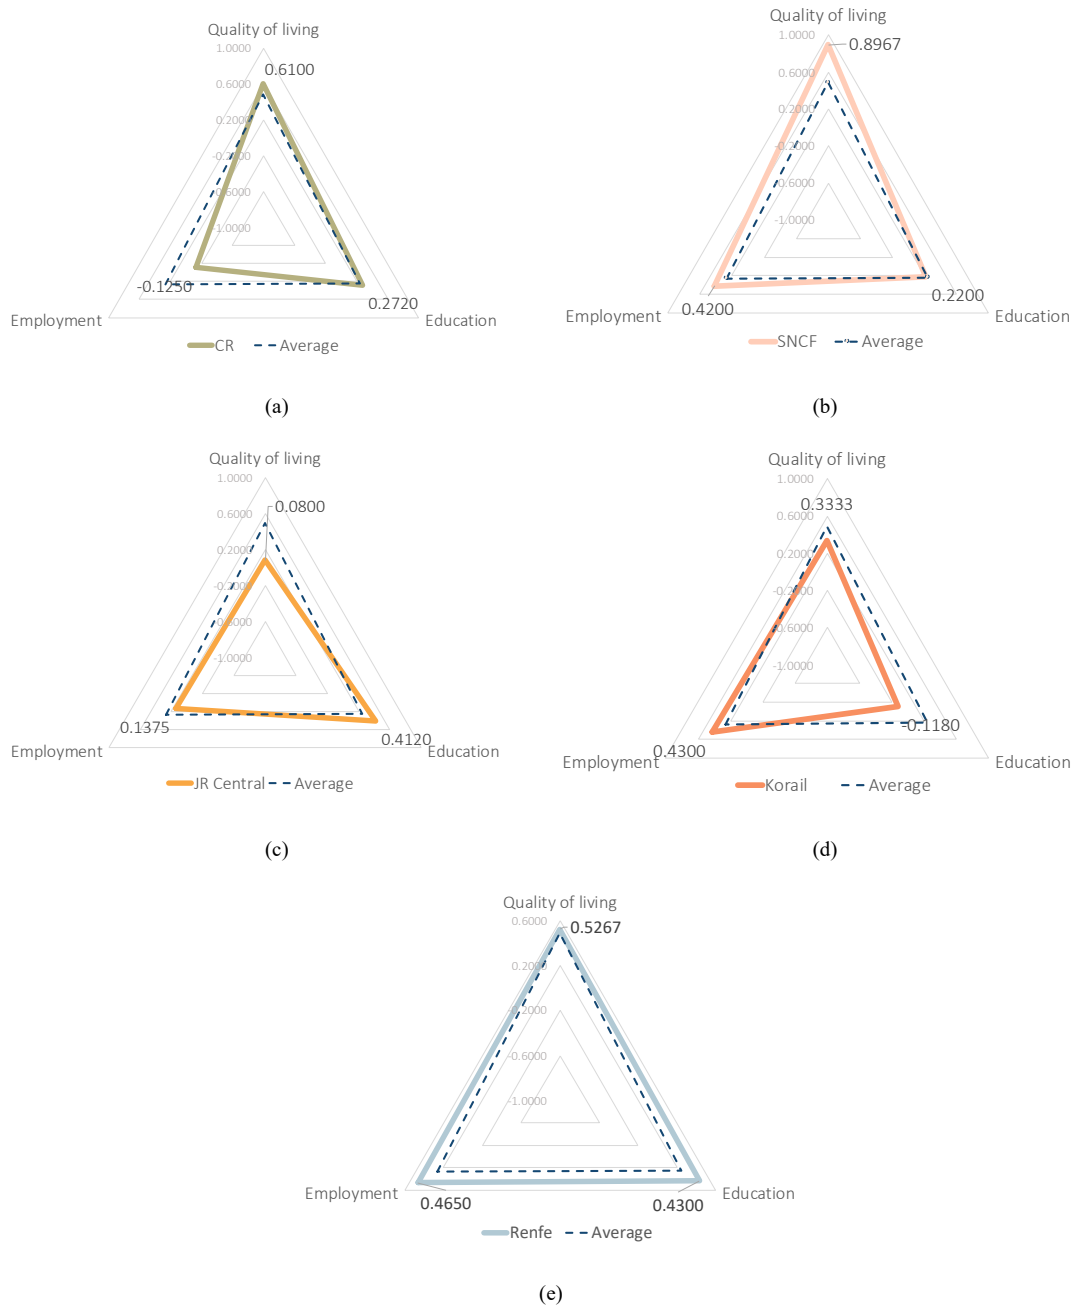 Quality of living
1.0000
0.6100
0.6000
0.2000
-0.2000
-0.6000
-1.0000
-0.1250
0.2720
Employment
Education
CR
Average
(a)
Quality of living
1.0000
0.8967
0.6000
0.2000
-0.2000
-0.6000
-1.0000
0.4200
0.2200
Employment
Education
SNCF
Average
(b)
Quality of living
1.0000
0.0800
0.6000
0.2000
-0.2000
-0.6000
-1.0000
0.1375
0.4120
Employment
Education
JR Central
Average
(c)
Quality of living
1.0000
0.3333
0.6000
0.2000
-0.2000
-0.6000
-1.0000
0.4300
-0.1180
Employment
Education
Korail
Average
(d)
Quality of living
0.6000
0.5267
0.2000
-0.2000
-0.6000
-1.0000
Employment
Education
0.4650
0.4300
Renfe
Average
(e)